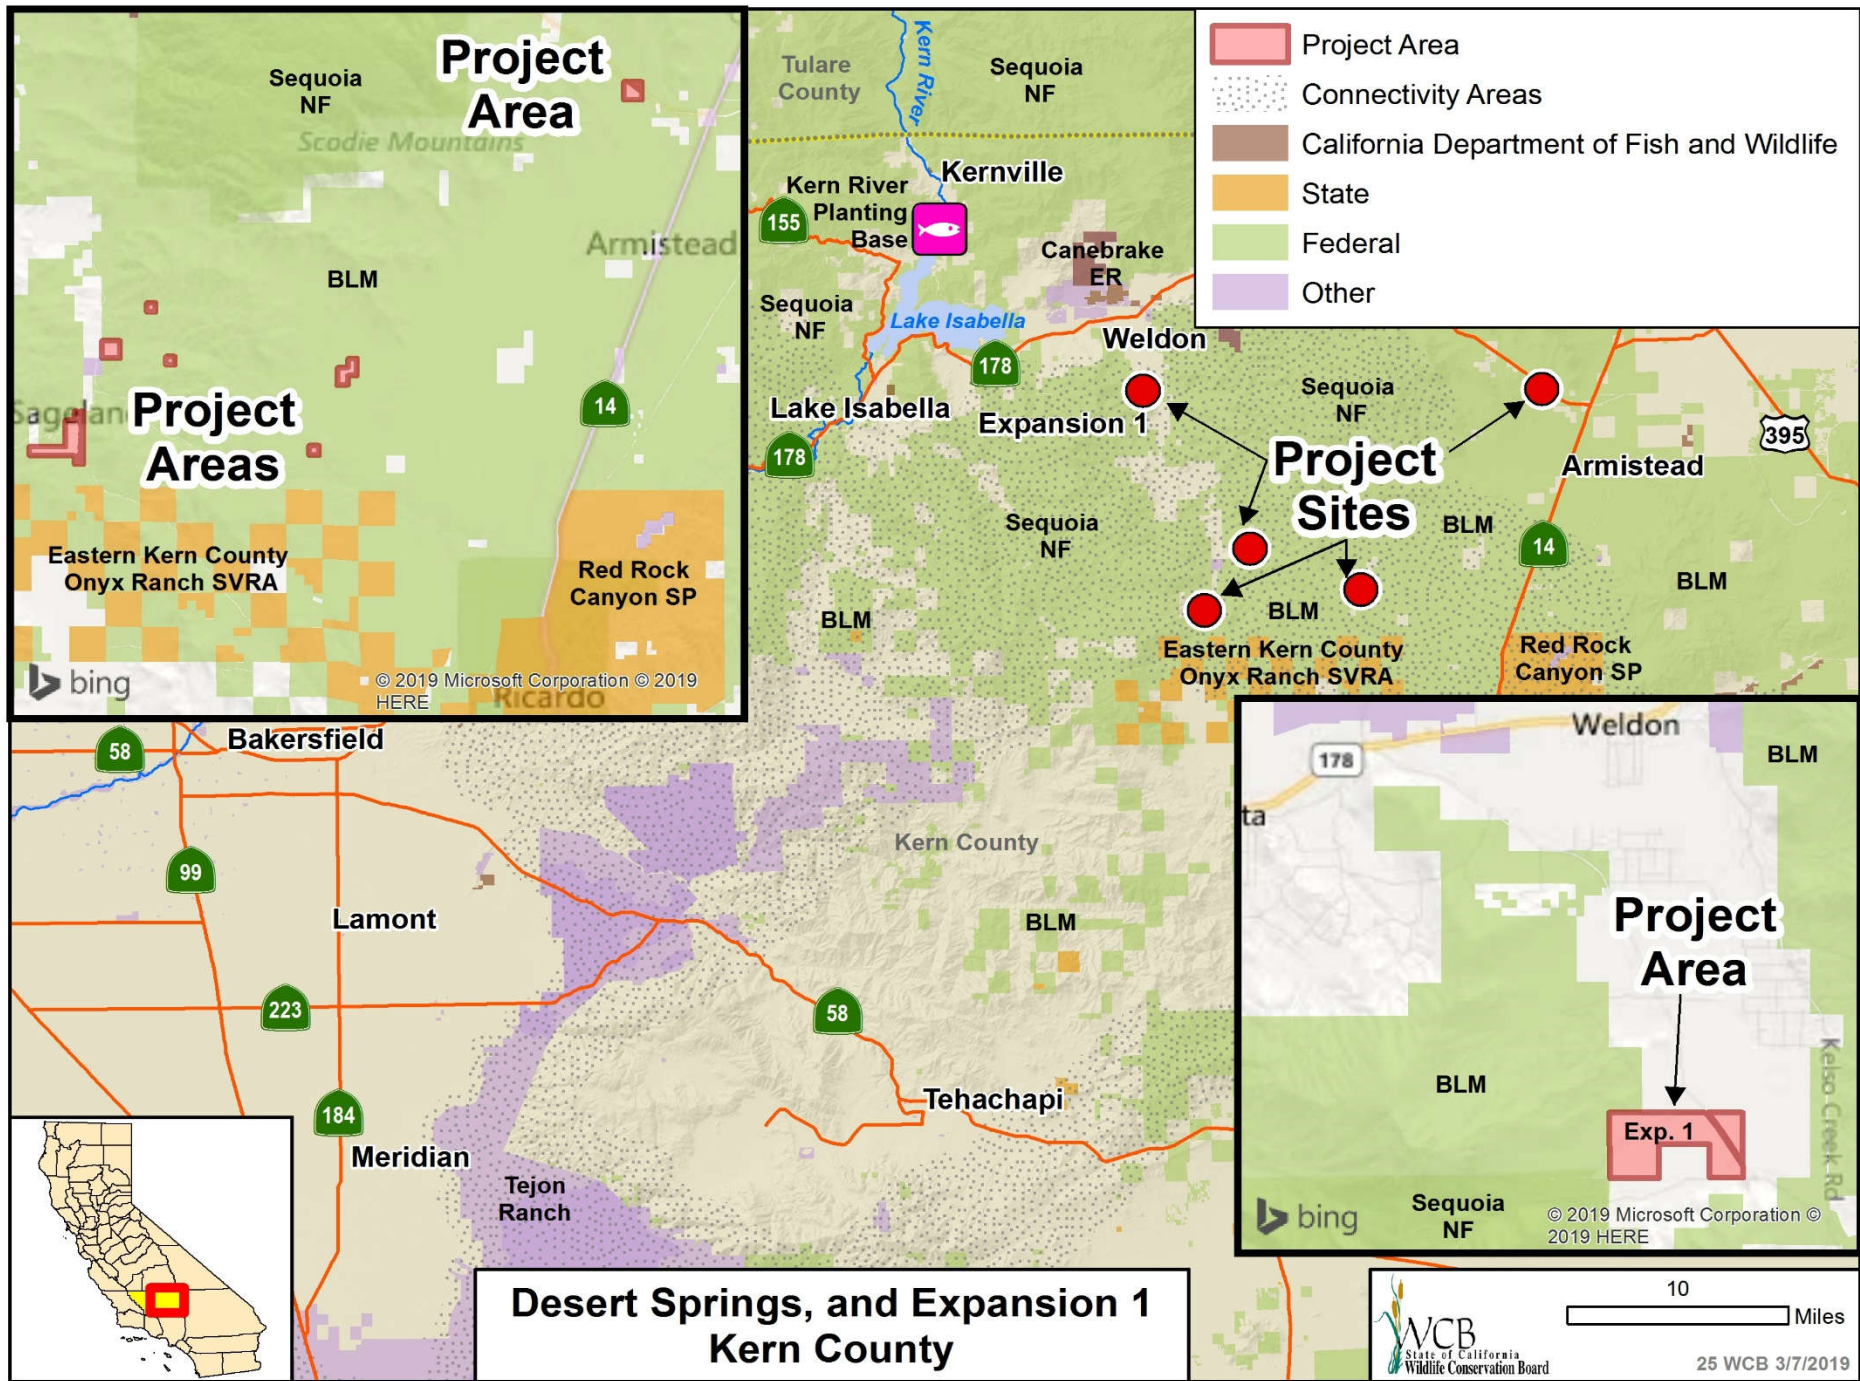 Project
Area
Sequoia
NF
Scodie Mountains
Armistead
BLM
14
Project
Areas
Eastern Kern County
Onyx Ranch SVRA
Red Rock
Canyon SP
Ricardo
bing
© 2019 Microsoft Corporation © 2019
HERE
Tulare
County
Kern River
Sequoia
NF
Kernville
Kern River
Planting
Base
155
Canebrake
ER
Sequoia
NF
Lake Isabella
Weldon
178
Lake Isabella
Expansion 1
178
Sequoia
NF
Project
Sites
395
Armistead
Sequoia
NF
BLM
14
BLM
BLM
BLM
Eastern Kern County
Onyx Ranch SVRA
Red Rock
Canyon SP
Project Area
Connectivity Areas
California Department of Fish and Wildlife
State
Federal
Other
58
Bakersfield
99
Lamont
Kern County
BLM
223
58
184
Meridian
Tehachapi
Tejon
Ranch
178
Weldon
BLM
ta
Project
Area
Kelso Creek Rd
BLM
Exp. 1
Sequoia
NF
bing
© 2019 Microsoft Corporation ©
2019 HERE
Desert Springs, and Expansion 1
Kern County
WCB
State of California
Wildlife Conservation Board
10
Miles
25 WCB 3/7/2019